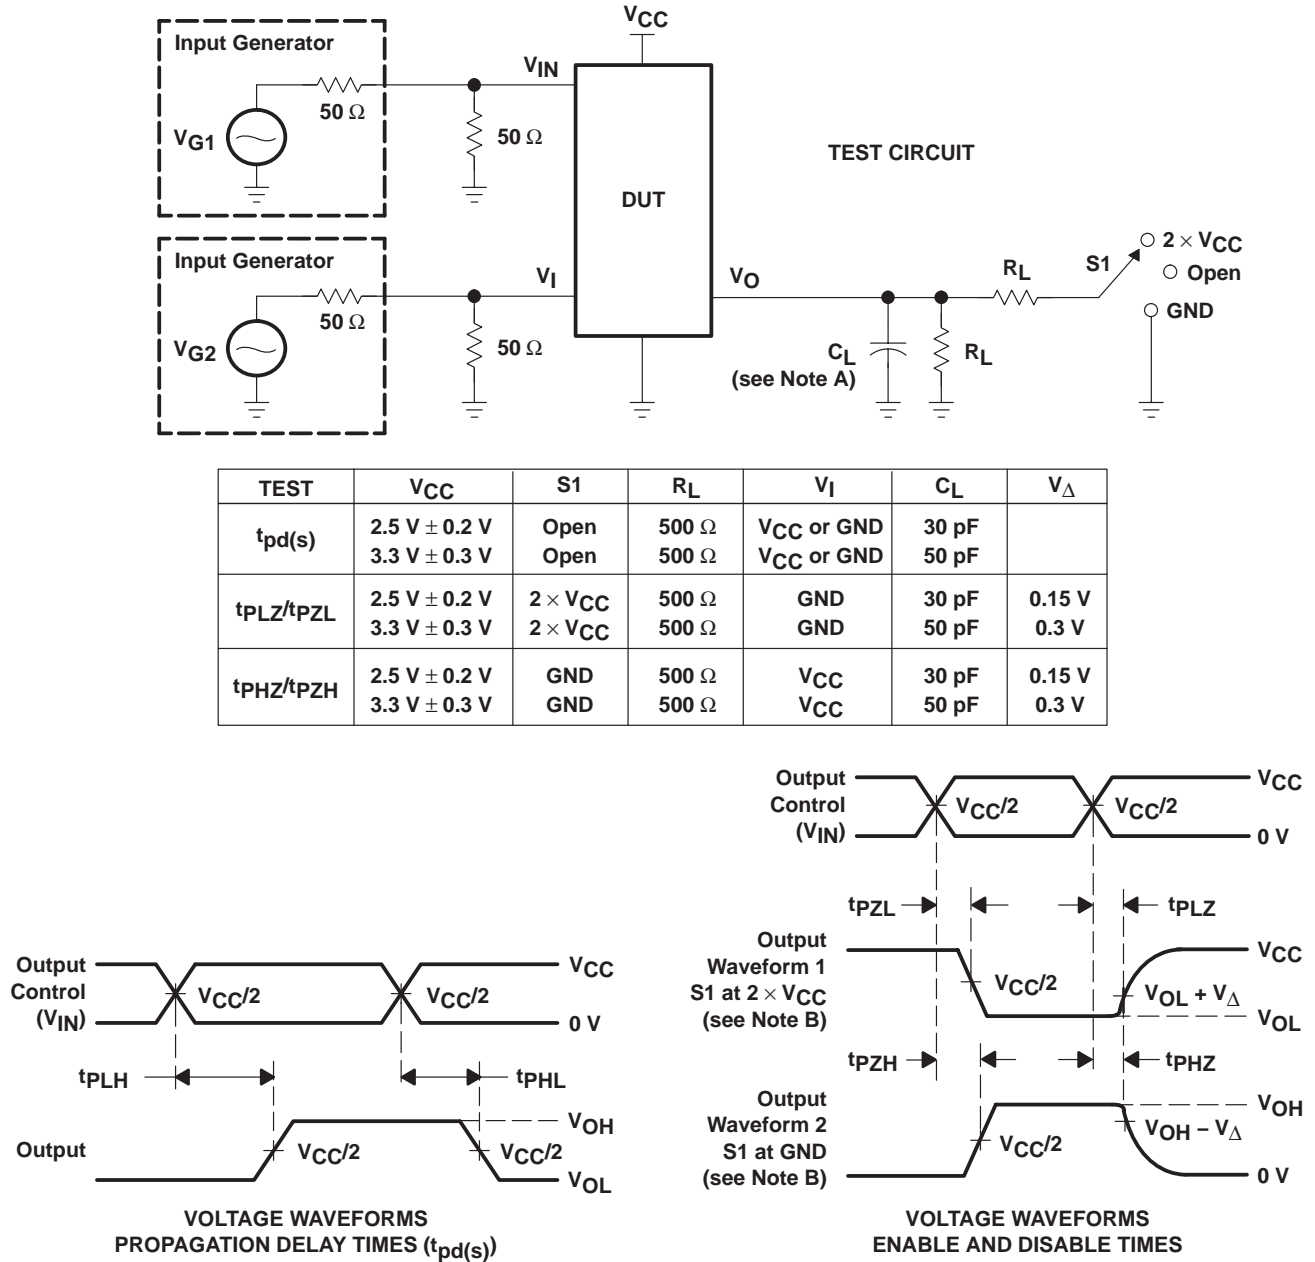 VCC
Input Generator
50 Ω
VG1
VIN
50 Ω
DUT
TEST CIRCUIT
Input Generator
50 Ω
VG2
VI
50 Ω
VO
CL
(see Note A)
RL
RL
S1
2 × VCC
Open
GND
TEST VCC S1 RL VI CL VΔ
tpd(s) 2.5 V ± 0.2 V Open 500 Ω VCC or GND 30 pF
3.3 V ± 0.3 V Open 500 Ω VCC or GND 50 pF
tPLZ/tPZL 2.5 V ± 0.2 V 2 × VCC 500 Ω GND 30 pF 0.15 V
3.3 V ± 0.3 V 2 × VCC 500 Ω GND 50 pF 0.3 V
tPHZ/tPZH 2.5 V ± 0.2 V GND 500 Ω VCC 30 pF 0.15 V
3.3 V ± 0.3 V GND 500 Ω VCC 50 pF 0.3 V
Output
Control
(VIN)
VCC/2
VCC/2
VCC
0 V
tPLH
tPHL
Output
VCC/2
VCC/2
VOH
VOL
VOLTAGE WAVEFORMS
PROPAGATION DELAY TIMES (tpd(s))
Output
Control
(VIN)
VCC/2
VCC/2
VCC
0 V
tPZL
tPLZ
Output
Waveform 1
S1 at 2 × VCC
(see Note B)
VCC/2
VCC
VOL + VΔ
VOL
tPZH
tPHZ
Output
Waveform 2
S1 at GND
(see Note B)
VCC/2
VOH
VOH − VΔ
0 V
VOLTAGE WAVEFORMS
ENABLE AND DISABLE TIMES